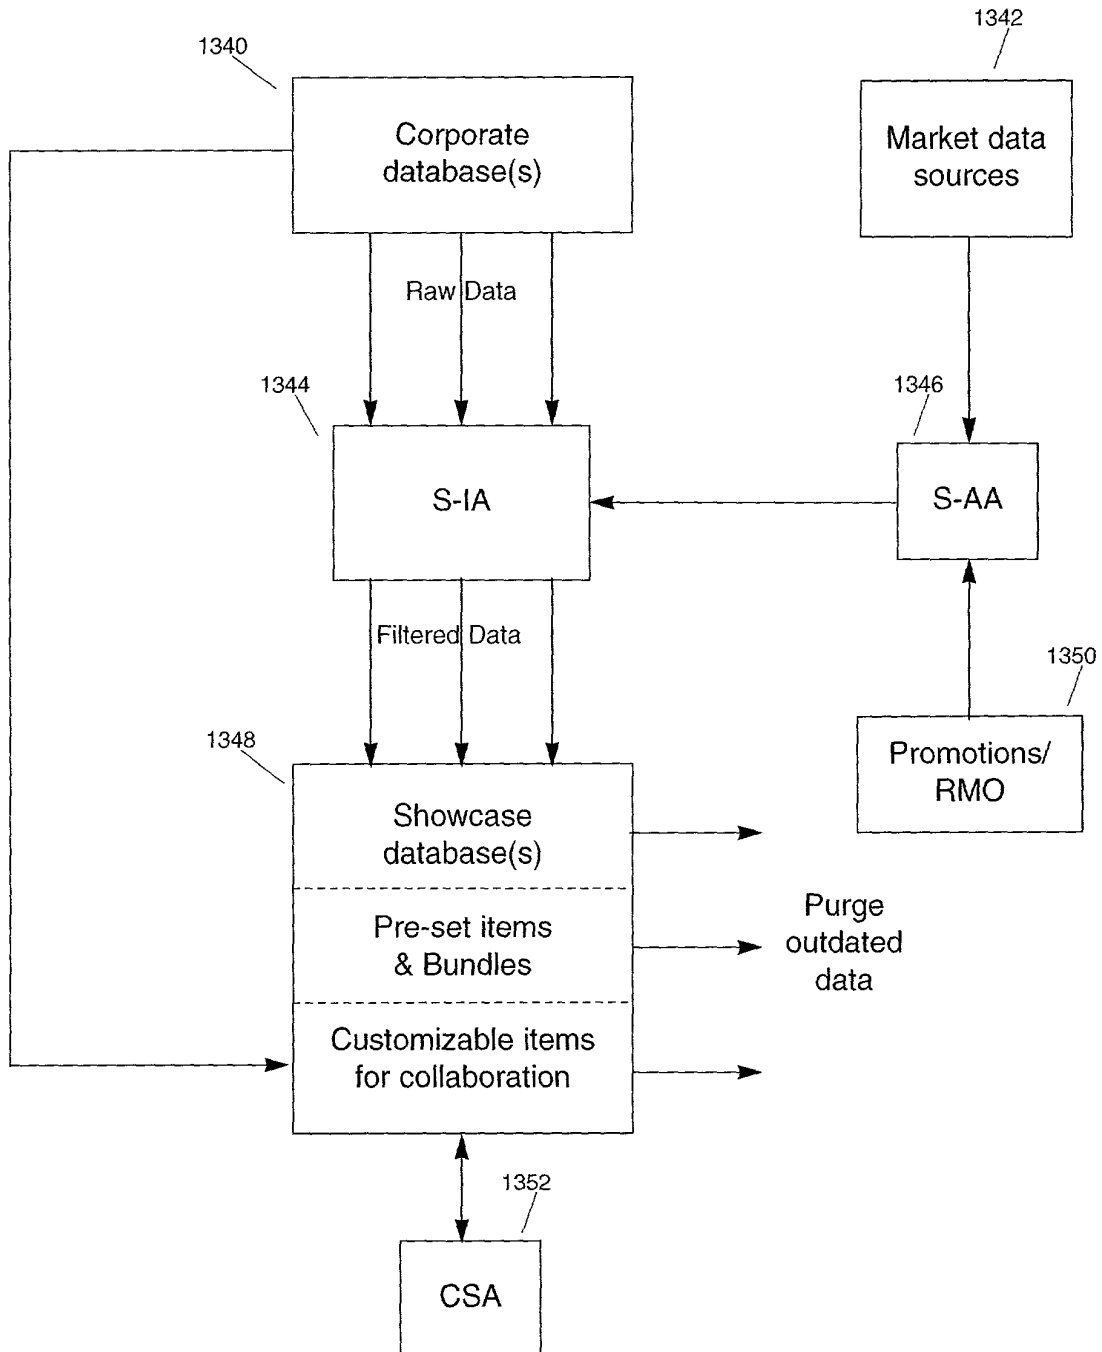 1340
1342
Corporate
database(s)
Market data
sources
Raw Data
1344
1346
S-IA
S-AA
Filtered Data
1350
1348
Promotions/
RMO
Showcase
database(s)
Pre-set items
& Bundles
Purge
outdated
data
Customizable items
for collaboration
1352
CSA